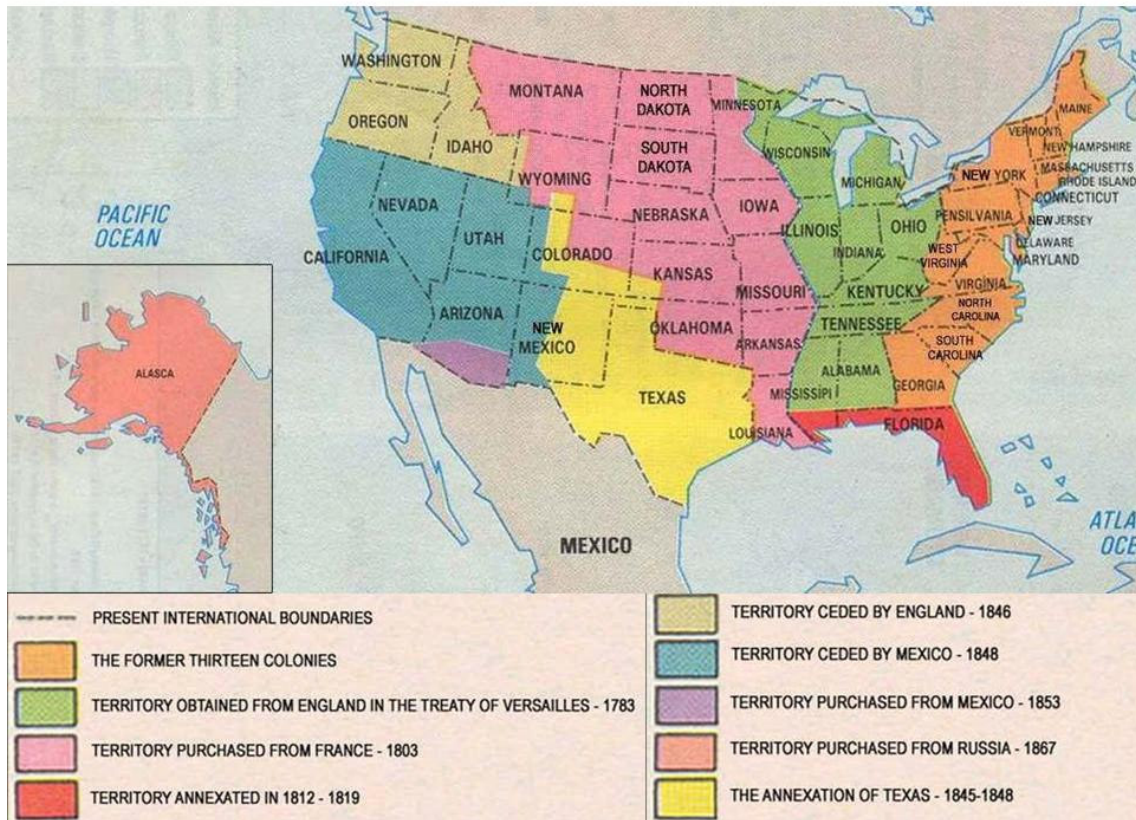 WASHINGTON
MONTANA
NORTH
DAKOTA
MINNESOTA
MAINE
OREGON
IDAHO
SOUTH
DAKOTA
WISCONSIN
VERMONT
NEW HAMPSHIRE
MICHIGAN
NEW YORK
MASSACHUSETTS
RHODE ISLAND
CONNECTICUT
WYOMING
NEBRASKA
IOWA
PENSILVANIA
NEW JERSEY
PACIFIC
OCEAN
NEVADA
UTAH
COLORADO
ILLINOIS
INDIANA
OHIO
WEST
VIRGINIA
DELAWARE
MARYLAND
CALIFORNIA
KANSAS
MISSOURI
KENTUCKY
VIRGINIA
ARIZONA
NEW
MEXICO
OKLAHOMA
ARKANSAS
TENNESSEE
NORTH
CAROLINA
SOUTH
CAROLINA
ALASCA
TEXAS
MISSISSIPI
ALABAMA
GEORGIA
LOUISIANA
FLORIDA
MEXICO
ATLA
OCE
PRESENT INTERNATIONAL BOUNDARIES
THE FORMER THIRTEEN COLONIES
TERRITORY OBTAINED FROM ENGLAND IN THE TREATY OF VERSAILLES - 1783
TERRITORY PURCHASED FROM FRANCE - 1803
TERRITORY ANNEXATED IN 1812 - 1819
TERRITORY CEDED BY ENGLAND - 1846
TERRITORY CEDED BY MEXICO - 1848
TERRITORY PURCHASED FROM MEXICO - 1853
TERRITORY PURCHASED FROM RUSSIA - 1867
THE ANNEXATION OF TEXAS - 1845-1848